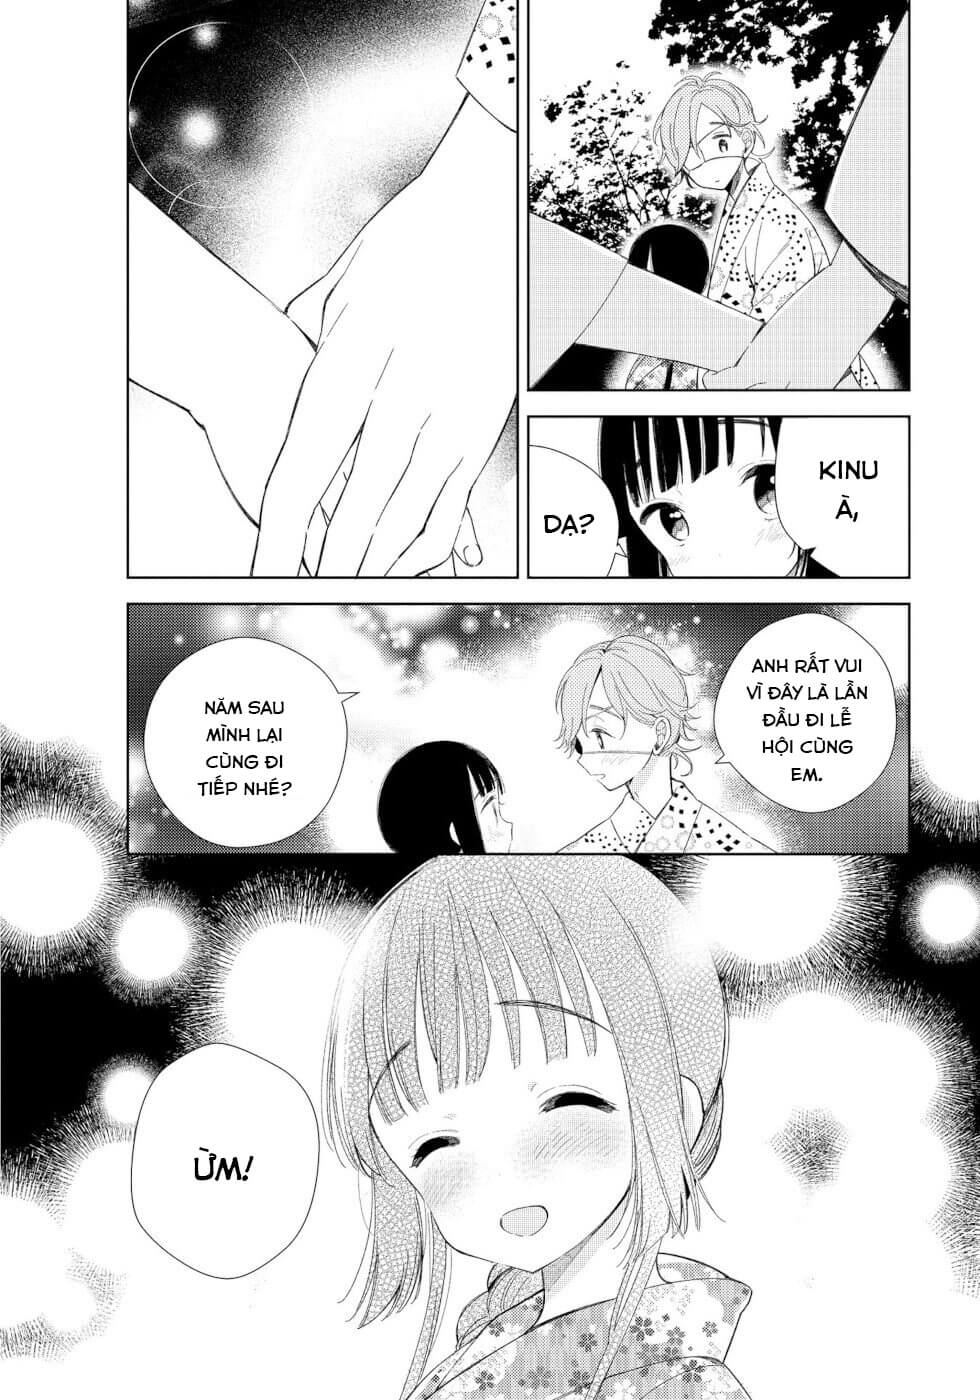 KINU
À,
DẠ?
ANH RẤT VUI
VÌ ĐÂY LÀ LẦN
ĐẦU ĐI LỄ
HỘI CÙNG
EM.
NĂM SAU
MÌNH LẠI
CÙNG ĐI
TIẾP NHÉ?
ỪM!